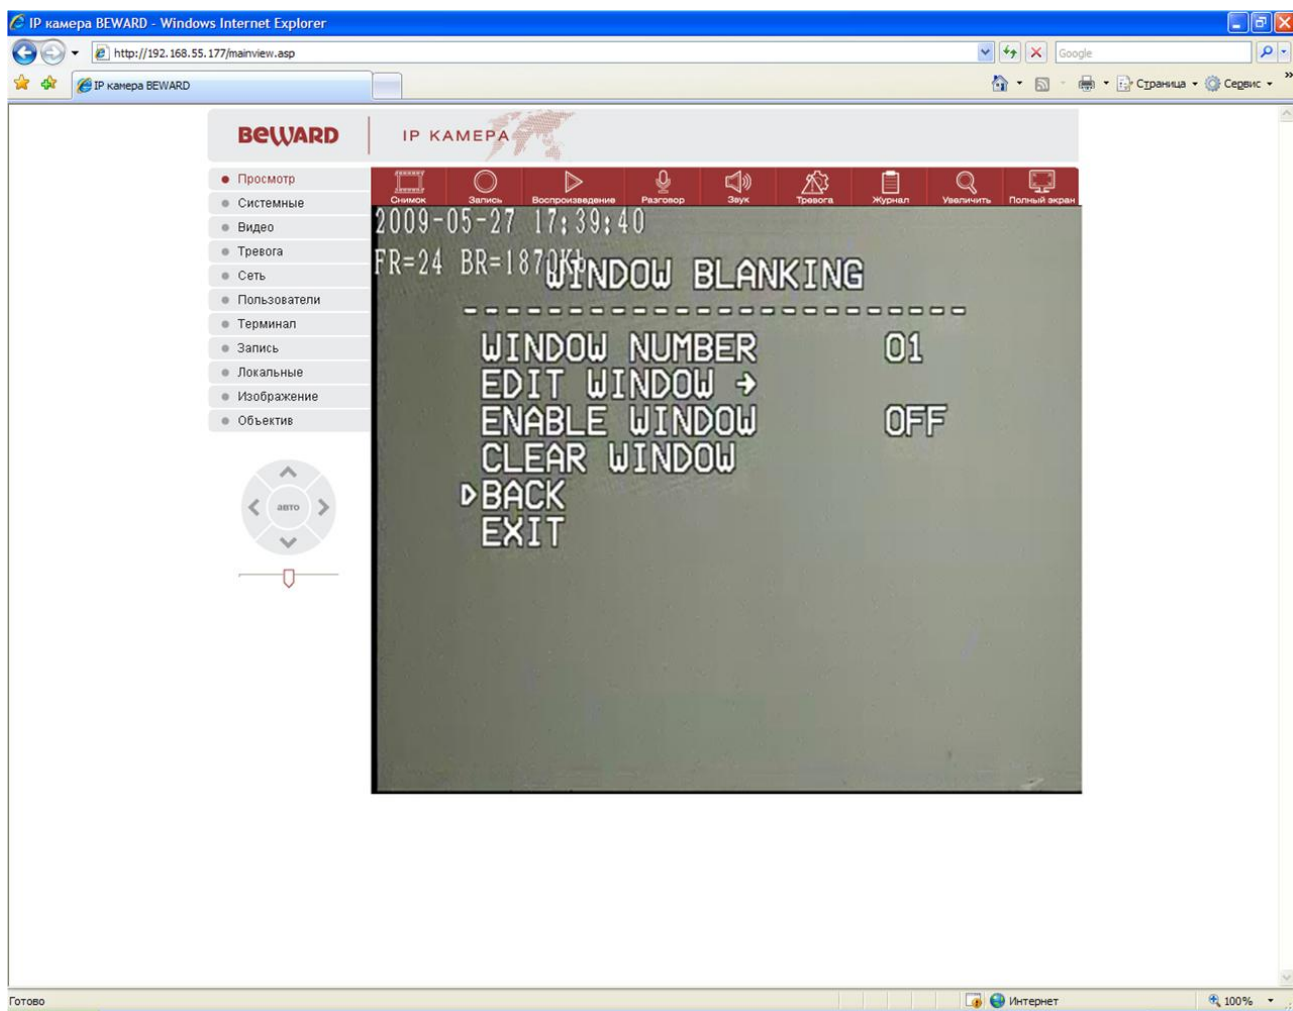 IP камера BEWARD - Windows Internet Explorer
http://192.168.55.177/mainview.asp
Google
IP камера BEWARD
Страница
Сервис
BEWARD
IP КАМЕРА
Просмотр
Системные
Видео
Тревога
Сеть
Пользователи
Терминал
Запись
Локальные
Изображение
Объектив
авто
Снимок
Запись
Воспроизведение
Разговор
Звук
Тревога
Журнал
Увеличить
Полный экран
2009-05-27 17:39:40
FR=24 BR=1870Kb
WINDOW BLANKING
WINDOW NUMBER 01
EDIT WINDOW →
ENABLE WINDOW OFF
CLEAR WINDOW
BACK
EXIT
Готово
Интернет
100%